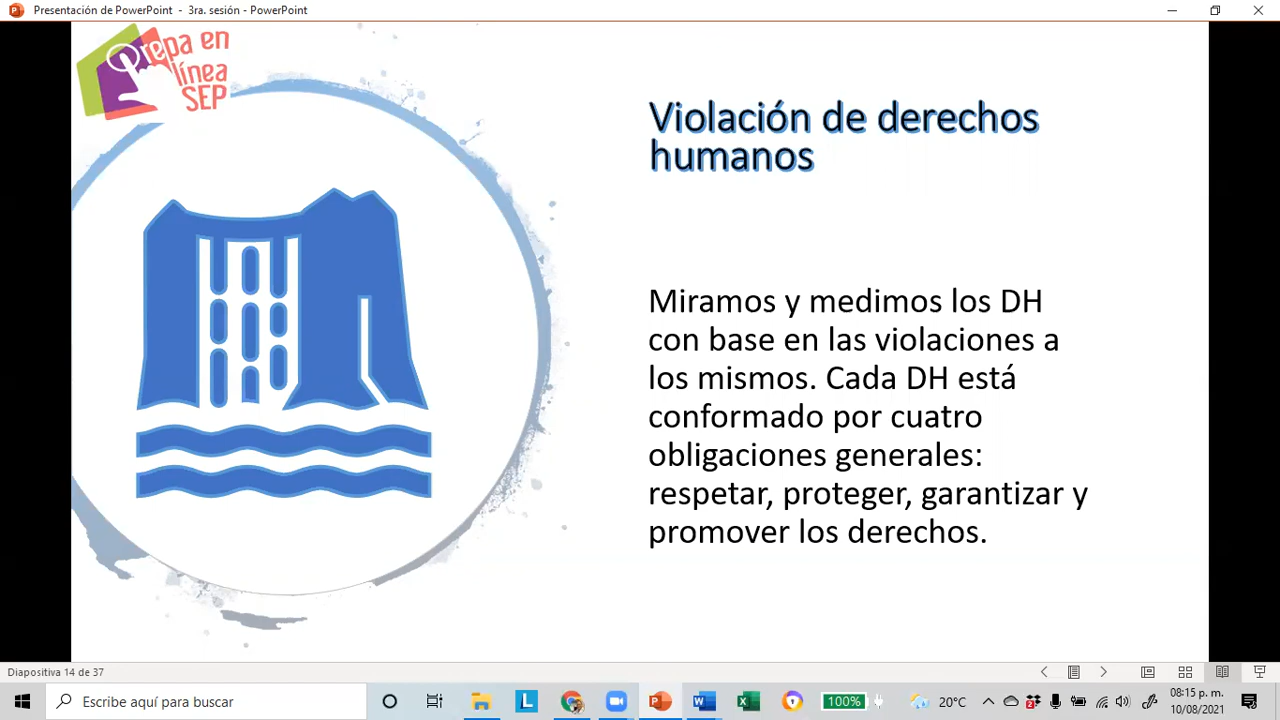 Presentación de PowerPoint - 3ra. sesión - PowerPoint
Prepa en
línea
SEP
Violación de derechos
humanos
Miramos y medimos los DH
con base en las violaciones a
los mismos. Cada DH está
conformado por cuatro
obligaciones generales:
respetar, proteger, garantizar y
promover los derechos.
Diapositiva 14 de 37
Escribe aquí para buscar
100%
20°C
08:15 p. m.
10/08/2021